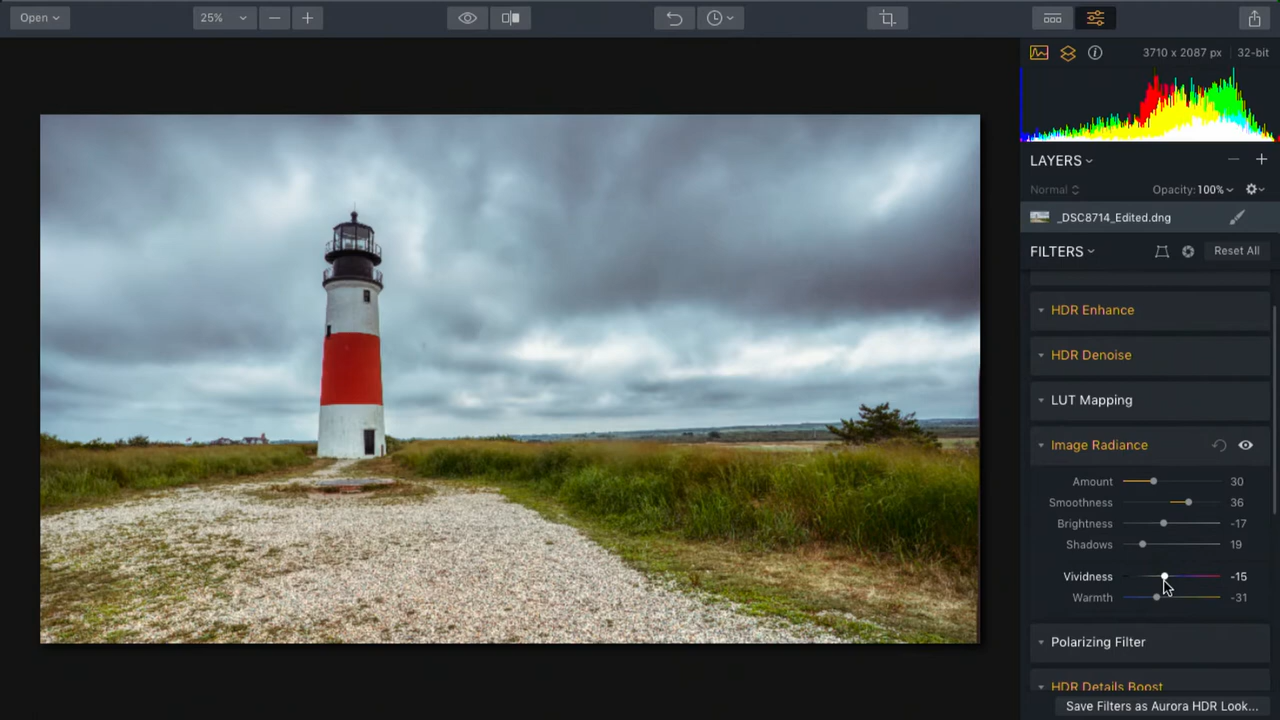 Open
25%
3710 x 2087 px 32-bit
LAYERS
Normal Opacity: 100%
_DSC8714_Edited.dng
FILTERS Reset All
HDR Enhance
HDR Denoise
LUT Mapping
Image Radiance
Amount 30
Smoothness 36
Brightness -17
Shadows 19
Vividness -15
Warmth -31
Polarizing Filter
HDR Details Boost
Save Filters as Aurora HDR Look...